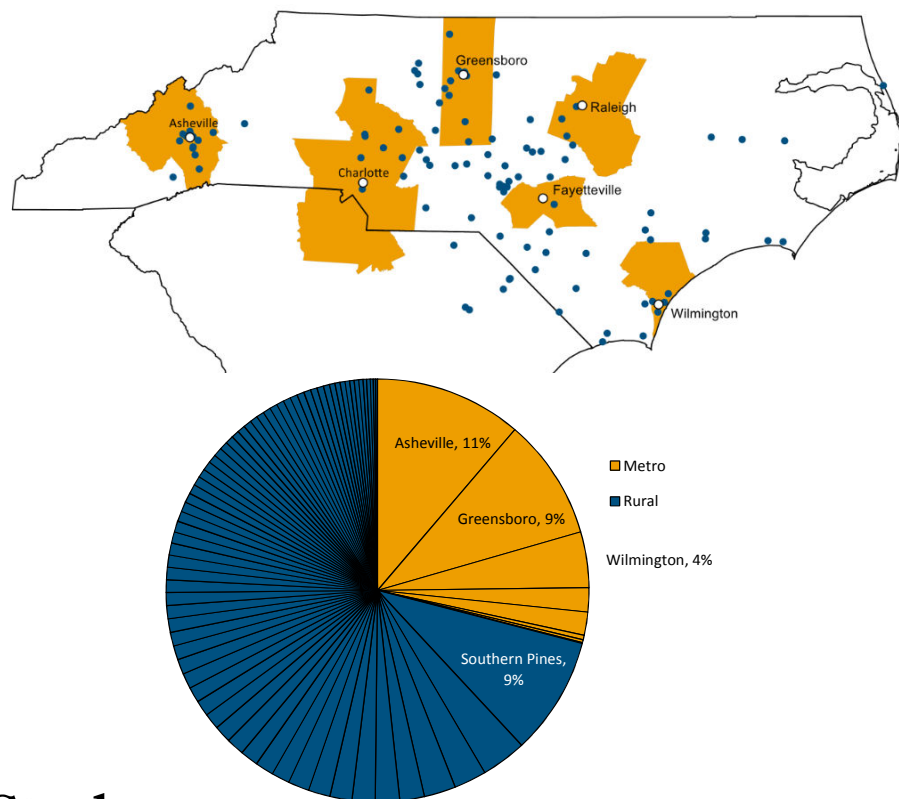 Greensboro
Raleigh
Asheville
Charlotte
Fayetteville
Wilmington
Asheville, 11%
Metro
Greensboro, 9%
Rural
Wilmington, 4%
Southern Pines,
9%